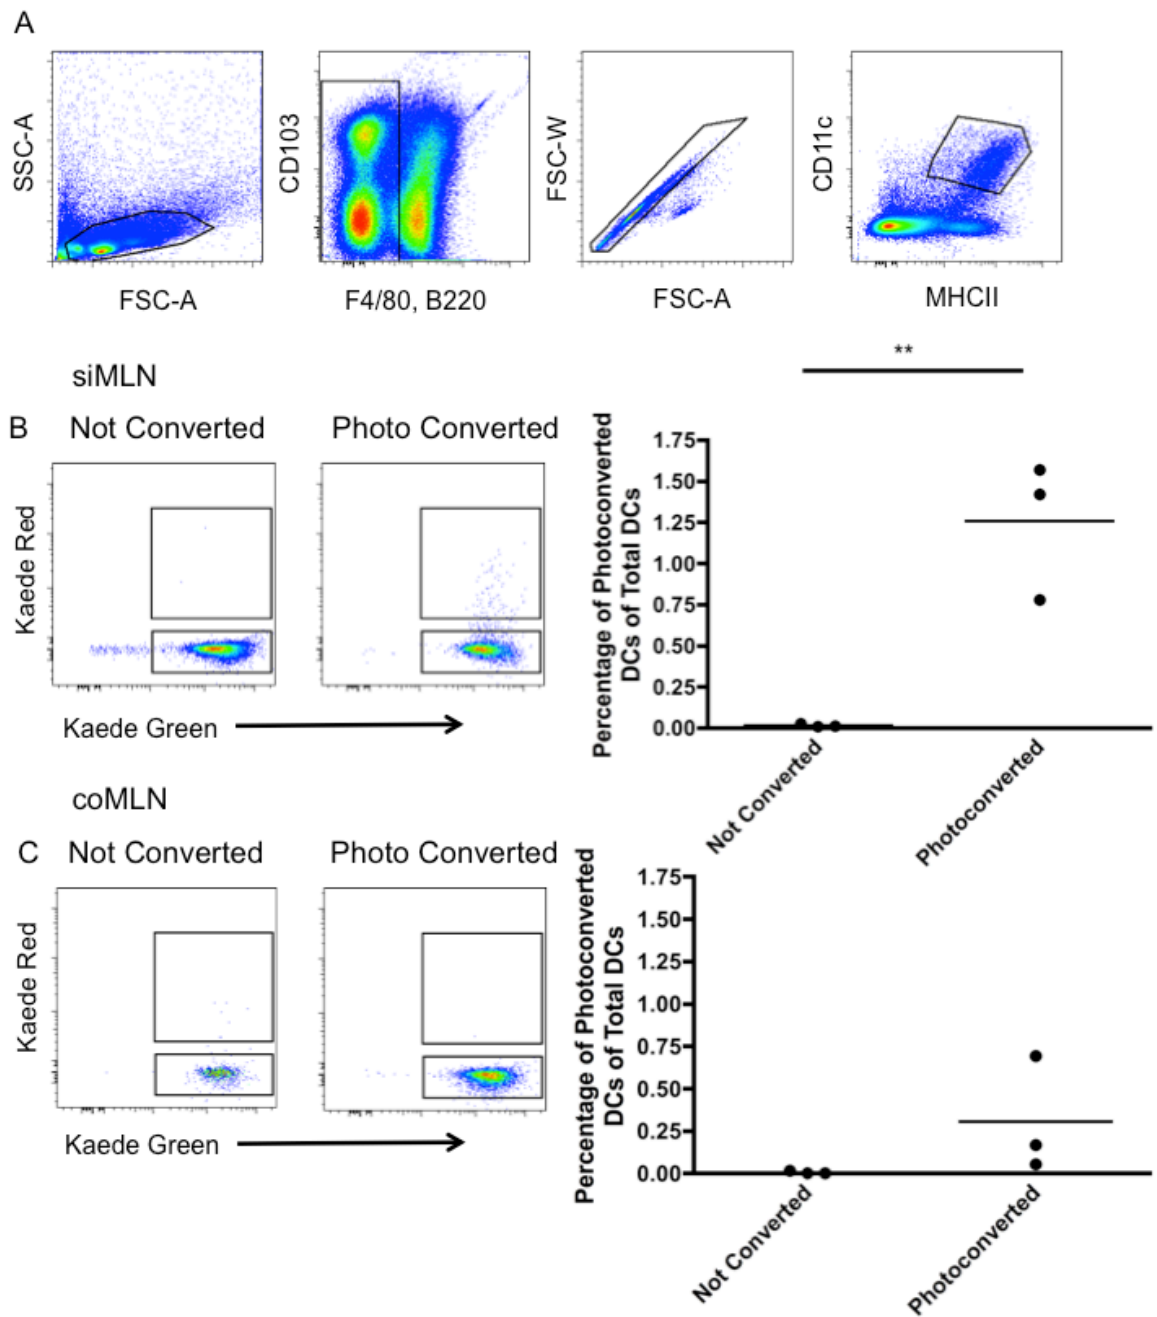 A
SSC-A
FSC-A
CD103
F4/80, B220
FSC-W
FSC-A
CD11c
MHCII
siMLN
**
B
Not Converted
Photo Converted
Kaede Red
Kaede Green
Percentage of Photoconverted
DCs of Total DCs
1.75
1.50
1.25
1.00
0.75
0.50
0.25
0.00
Not Converted
Photoconverted
coMLN
C
Not Converted
Photo Converted
Kaede Red
Kaede Green
Percentage of Photoconverted
DCs of Total DCs
1.75
1.50
1.25
1.00
0.75
0.50
0.25
0.00
Not Converted
Photoconverted